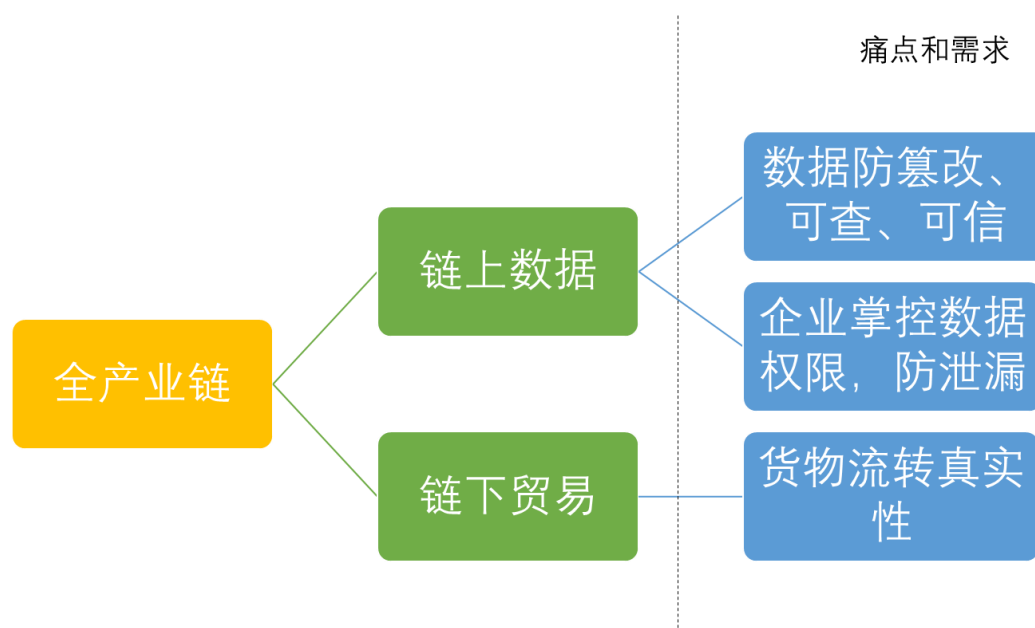 痛点和需求
数据防篡改、
可查、可信
链上数据
企业掌控数据
权限，防泄漏
全产业链
链下贸易
货物流转真实
性